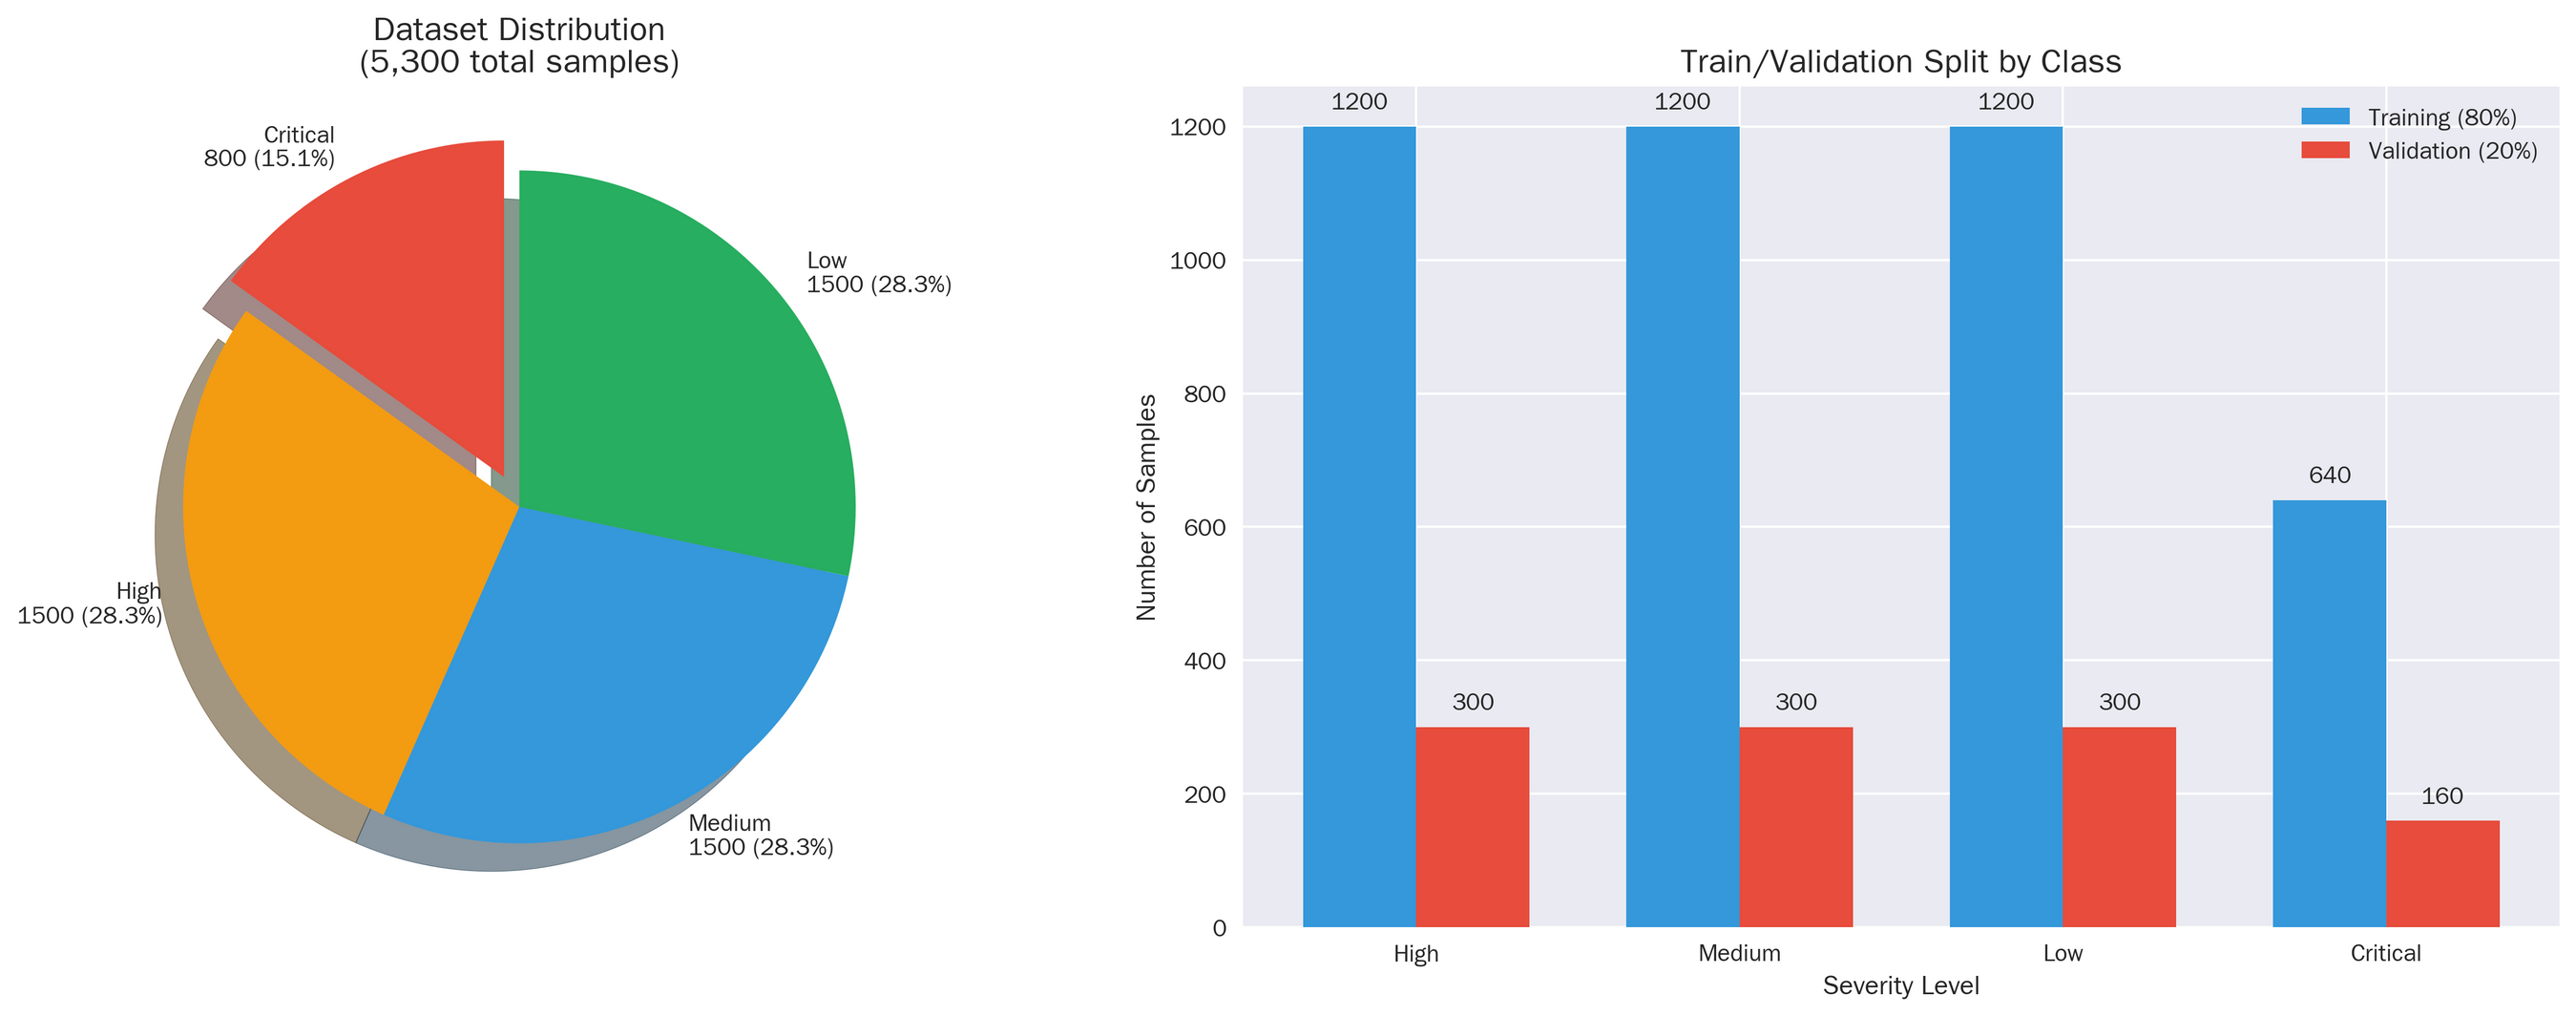 Dataset Distribution
(5,300 total samples)
Critical
800 (15.1%)
Low
1500 (28.3%)
High
1500 (28.3%)
Medium
1500 (28.3%)
Train/Validation Split by Class
Training (80%)
Validation (20%)
Number of Samples
1200
1000
800
600
400
200
0
1200
300
1200
300
1200
300
640
160
High
Medium
Low
Critical
Severity Level